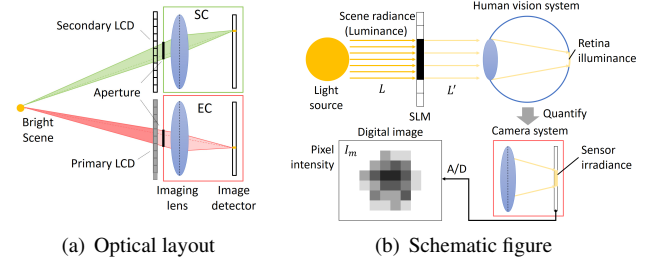 Secondary LCD
SC
Aperture
EC
Bright
Scene
Primary LCD
Imaging
lens
Image
detector
(a) Optical layout
Scene radiance
(Luminance)
Human vision system
Retina
illuminance
Light
source
L
L'
SLM
Quantify
Digital image
Camera system
Pixel
intensity
I_m
A/D
Sensor
irradiance
(b) Schematic figure